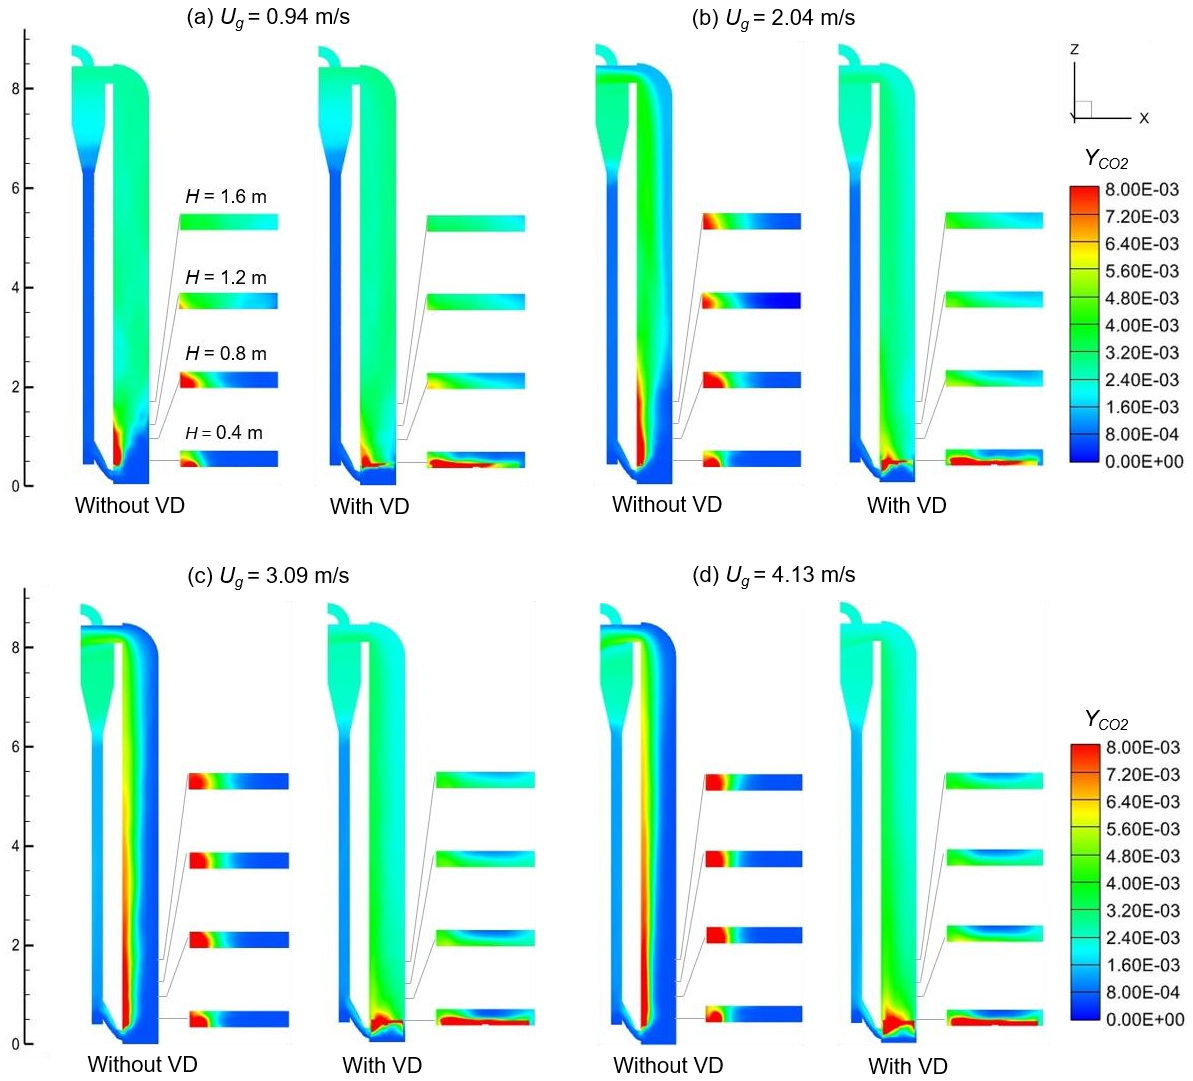 (a) Ug = 0.94 m/s
(b) Ug = 2.04 m/s
8
6
4
2
0
H = 1.6 m
H = 1.2 m
H = 0.8 m
H = 0.4 m
Without VD
With VD
Without VD
With VD
Z
Y
X
YCO2
8.00E-03
7.20E-03
6.40E-03
5.60E-03
4.80E-03
4.00E-03
3.20E-03
2.40E-03
1.60E-03
8.00E-04
0.00E+00
(c) Ug = 3.09 m/s
(d) Ug = 4.13 m/s
8
6
4
2
0
Without VD
With VD
Without VD
With VD
YCO2
8.00E-03
7.20E-03
6.40E-03
5.60E-03
4.80E-03
4.00E-03
3.20E-03
2.40E-03
1.60E-03
8.00E-04
0.00E+00